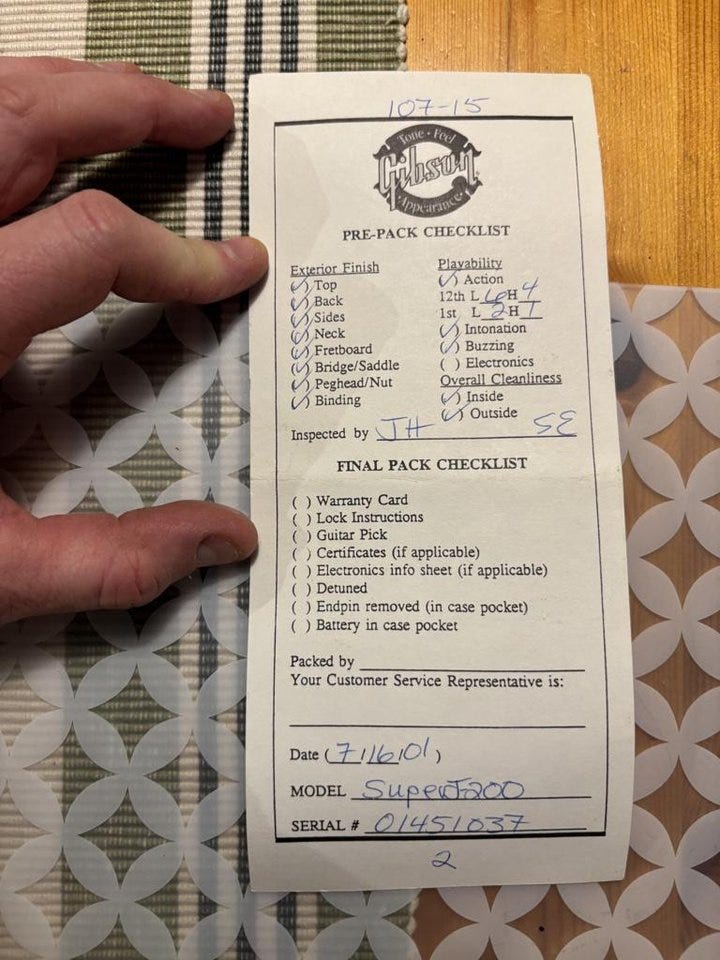 107-15
Tone • Feel
Gibson
Appearance
PRE-PACK CHECKLIST
Exterior Finish
(✓) Top
(✓) Back
(✓) Sides
(✓) Neck
(✓) Fretboard
(✓) Bridge/Saddle
(✓) Peghead/Nut
(✓) Binding
Playability
(✓) Action
12th L 6 H 4
1st L 2 H 1
(✓) Intonation
(✓) Buzzing
( ) Electronics
Overall Cleanliness
(✓) Inside
(✓) Outside
Inspected by JH SE
FINAL PACK CHECKLIST
( ) Warranty Card
( ) Lock Instructions
( ) Guitar Pick
( ) Certificates (if applicable)
( ) Electronics info sheet (if applicable)
( ) Detuned
( ) Endpin removed (in case pocket)
( ) Battery in case pocket
Packed by
Your Customer Service Representative is:
Date (7/16/01)
MODEL SuperJ200
SERIAL # 01451037
2